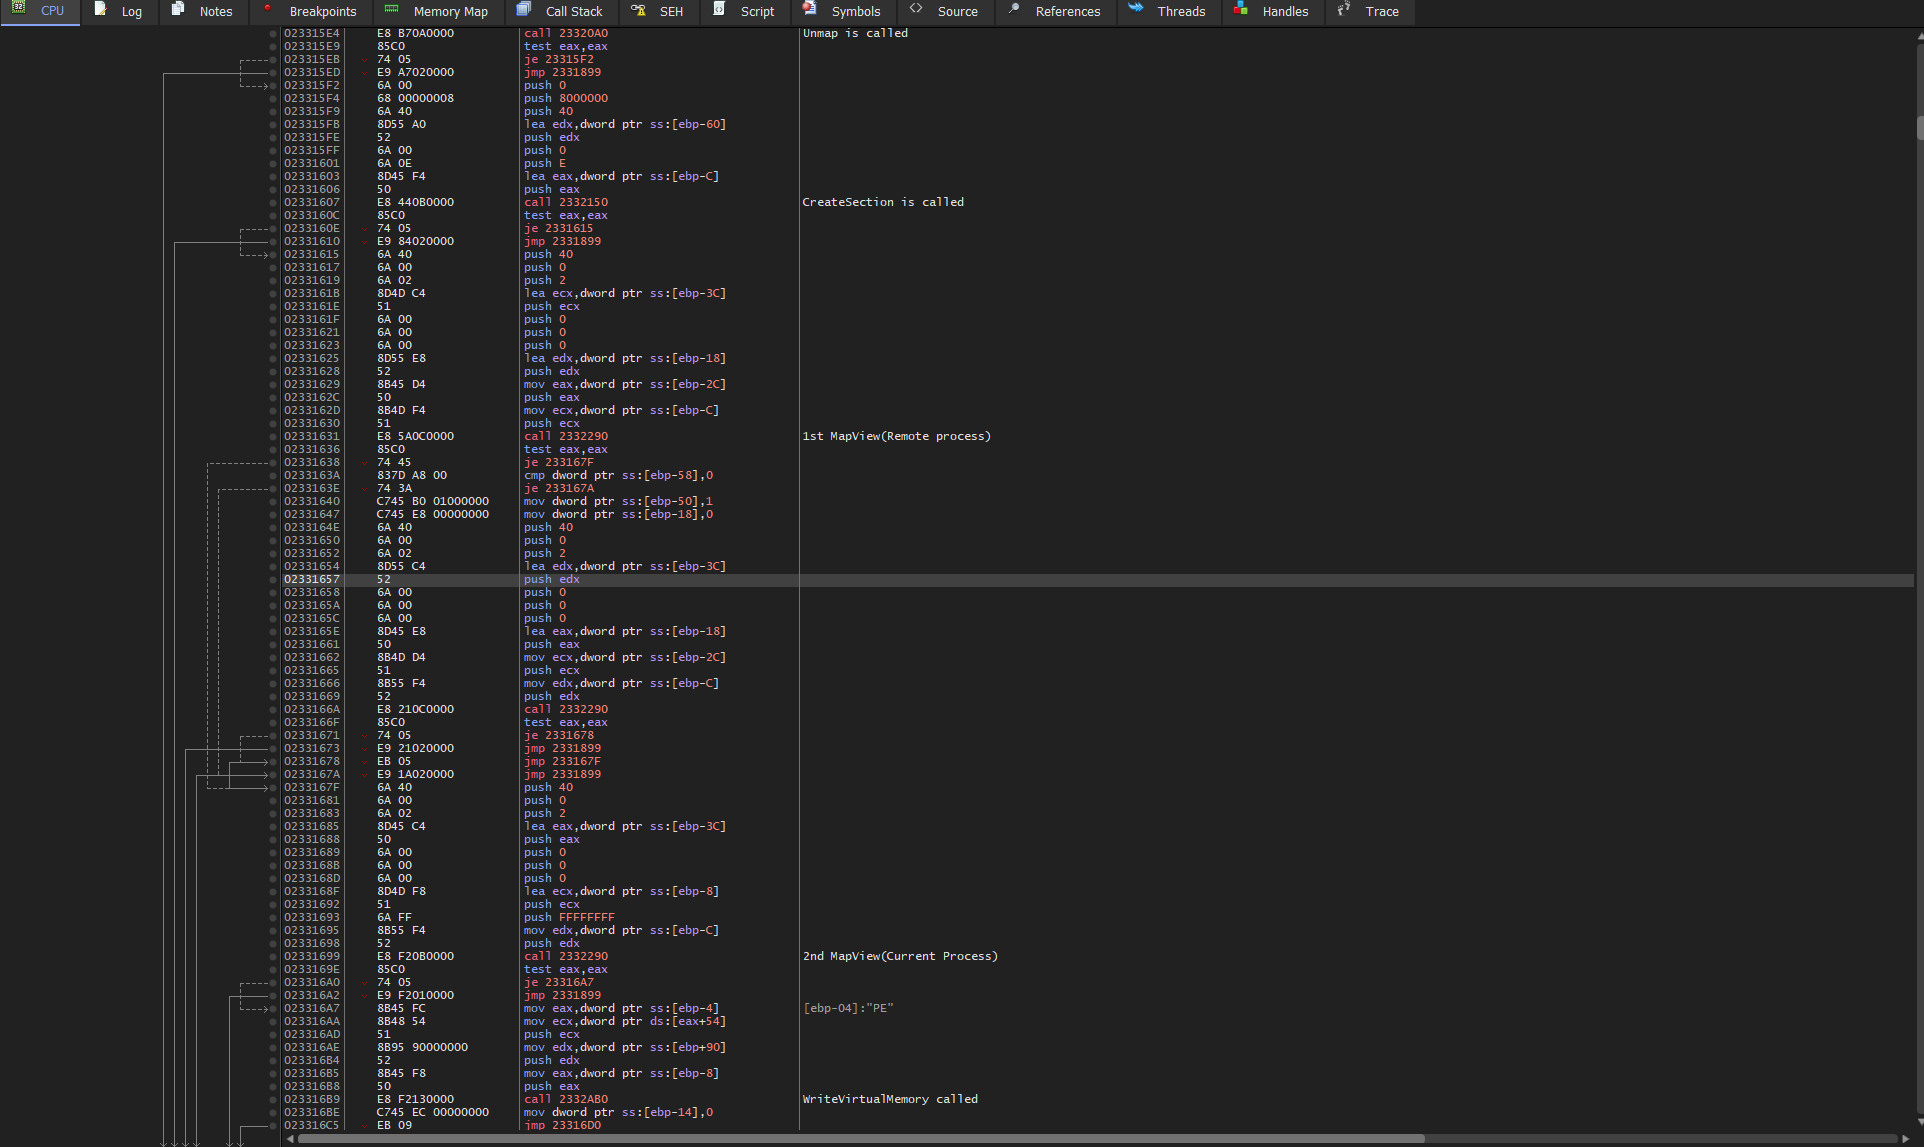 CPU Log Notes Breakpoints Memory Map Call Stack SEH Script Symbols Source References Threads Handles Trace
023315E4 E8 B70A0000 call 23320A0 Unmap is called
023315E9 85C0 test eax,eax
023315EB 74 05 je 23315F2
023315ED E9 A7020000 jmp 2331899
023315F2 6A 00 push 0
023315F4 68 00000008 push 8000000
023315F9 6A 40 push 40
023315FB 8D55 A0 lea edx,dword ptr ss:[ebp-60]
023315FE 52 push edx
023315FF 6A 00 push 0
02331601 6A 0E push E
02331603 8D45 F4 lea eax,dword ptr ss:[ebp-C]
02331606 50 push eax
02331607 E8 440B0000 call 2332150 CreateSection is called
0233160C 85C0 test eax,eax
0233160E 74 05 je 2331615
02331610 E9 84020000 jmp 2331899
02331615 6A 40 push 40
02331617 6A 00 push 0
02331619 6A 02 push 2
0233161B 8D4D C4 lea ecx,dword ptr ss:[ebp-3C]
0233161E 51 push ecx
0233161F 6A 00 push 0
02331621 6A 00 push 0
02331623 6A 00 push 0
02331625 8D55 E8 lea edx,dword ptr ss:[ebp-18]
02331628 52 push edx
02331629 8B45 D4 mov eax,dword ptr ss:[ebp-2C]
0233162C 50 push eax
0233162D 8B4D F4 mov ecx,dword ptr ss:[ebp-C]
02331630 51 push ecx
02331631 E8 5A0C0000 call 2332290 1st MapView(Remote process)
02331636 85C0 test eax,eax
02331638 74 45 je 233167F
0233163A 837D A8 00 cmp dword ptr ss:[ebp-58],0
0233163E 74 3A je 233167A
02331640 C745 B0 01000000 mov dword ptr ss:[ebp-50],1
02331647 C745 E8 00000000 mov dword ptr ss:[ebp-18],0
0233164E 6A 40 push 40
02331650 6A 00 push 0
02331652 6A 02 push 2
02331654 8D55 C4 lea edx,dword ptr ss:[ebp-3C]
02331657 52 push edx
02331658 6A 00 push 0
0233165A 6A 00 push 0
0233165C 6A 00 push 0
0233165E 8D45 E8 lea eax,dword ptr ss:[ebp-18]
02331661 50 push eax
02331662 8B4D D4 mov ecx,dword ptr ss:[ebp-2C]
02331665 51 push ecx
02331666 8B55 F4 mov edx,dword ptr ss:[ebp-C]
02331669 52 push edx
0233166A E8 210C0000 call 2332290
0233166F 85C0 test eax,eax
02331671 74 05 je 2331678
02331673 E9 21020000 jmp 2331899
02331678 EB 05 jmp 233167F
0233167A E9 1A020000 jmp 2331899
0233167F 6A 40 push 40
02331681 6A 00 push 0
02331683 6A 02 push 2
02331685 8D45 C4 lea eax,dword ptr ss:[ebp-3C]
02331688 50 push eax
02331689 6A 00 push 0
0233168B 6A 00 push 0
0233168D 6A 00 push 0
0233168F 8D4D F8 lea ecx,dword ptr ss:[ebp-8]
02331692 51 push ecx
02331693 6A FF push FFFFFFFF
02331695 8B55 F4 mov edx,dword ptr ss:[ebp-C]
02331698 52 push edx
02331699 E8 F20B0000 call 2332290 2nd MapView(Current Process)
0233169E 85C0 test eax,eax
023316A0 74 05 je 23316A7
023316A2 E9 F2010000 jmp 2331899
023316A7 8B45 FC mov eax,dword ptr ss:[ebp-4] [ebp-04]:"PE"
023316AA 8B48 54 mov ecx,dword ptr ds:[eax+54]
023316AD 51 push ecx
023316AE 8B95 90000000 mov edx,dword ptr ss:[ebp+90]
023316B4 52 push edx
023316B5 8B45 F8 mov eax,dword ptr ss:[ebp-8]
023316B8 50 push eax
023316B9 E8 F2130000 call 2332AB0 WriteVirtualMemory called
023316BE C745 EC 00000000 mov dword ptr ss:[ebp-14],0
023316C5 EB 09 jmp 23316D0